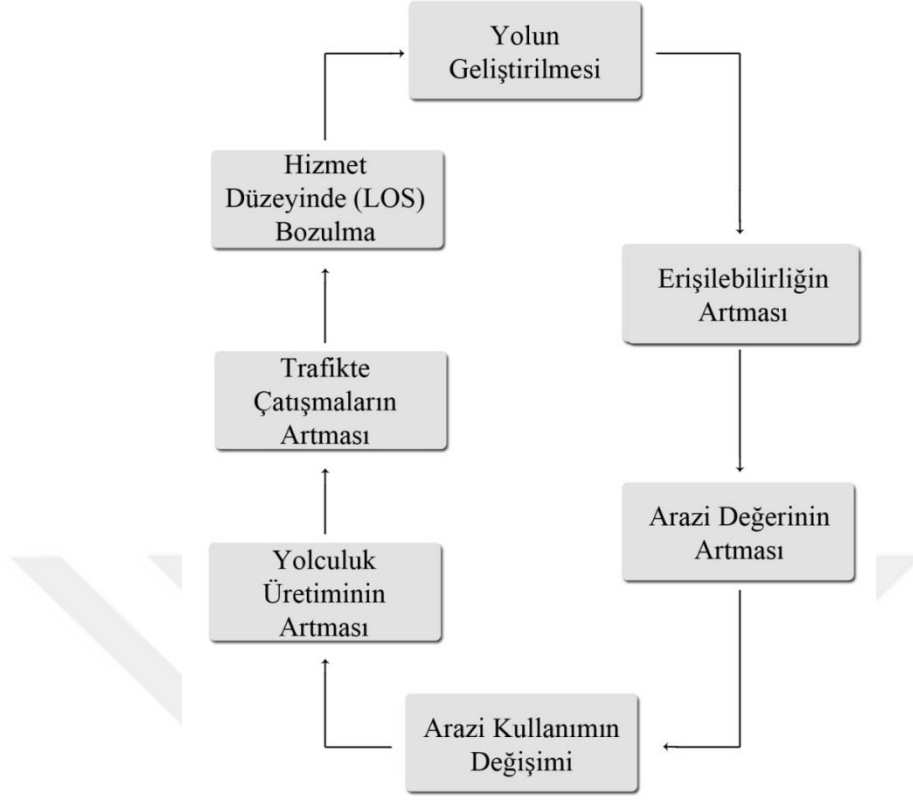 Yolun
Geliştirilmesi
Erişilebilirliğin
Artması
Arazi Değerinin
Artması
Arazi Kullanımın
Değişimi
Yolculuk
Üretiminin
Artması
Trafikte
Çatışmaların
Artması
Hizmet
Düzeyinde (LOS)
Bozulma